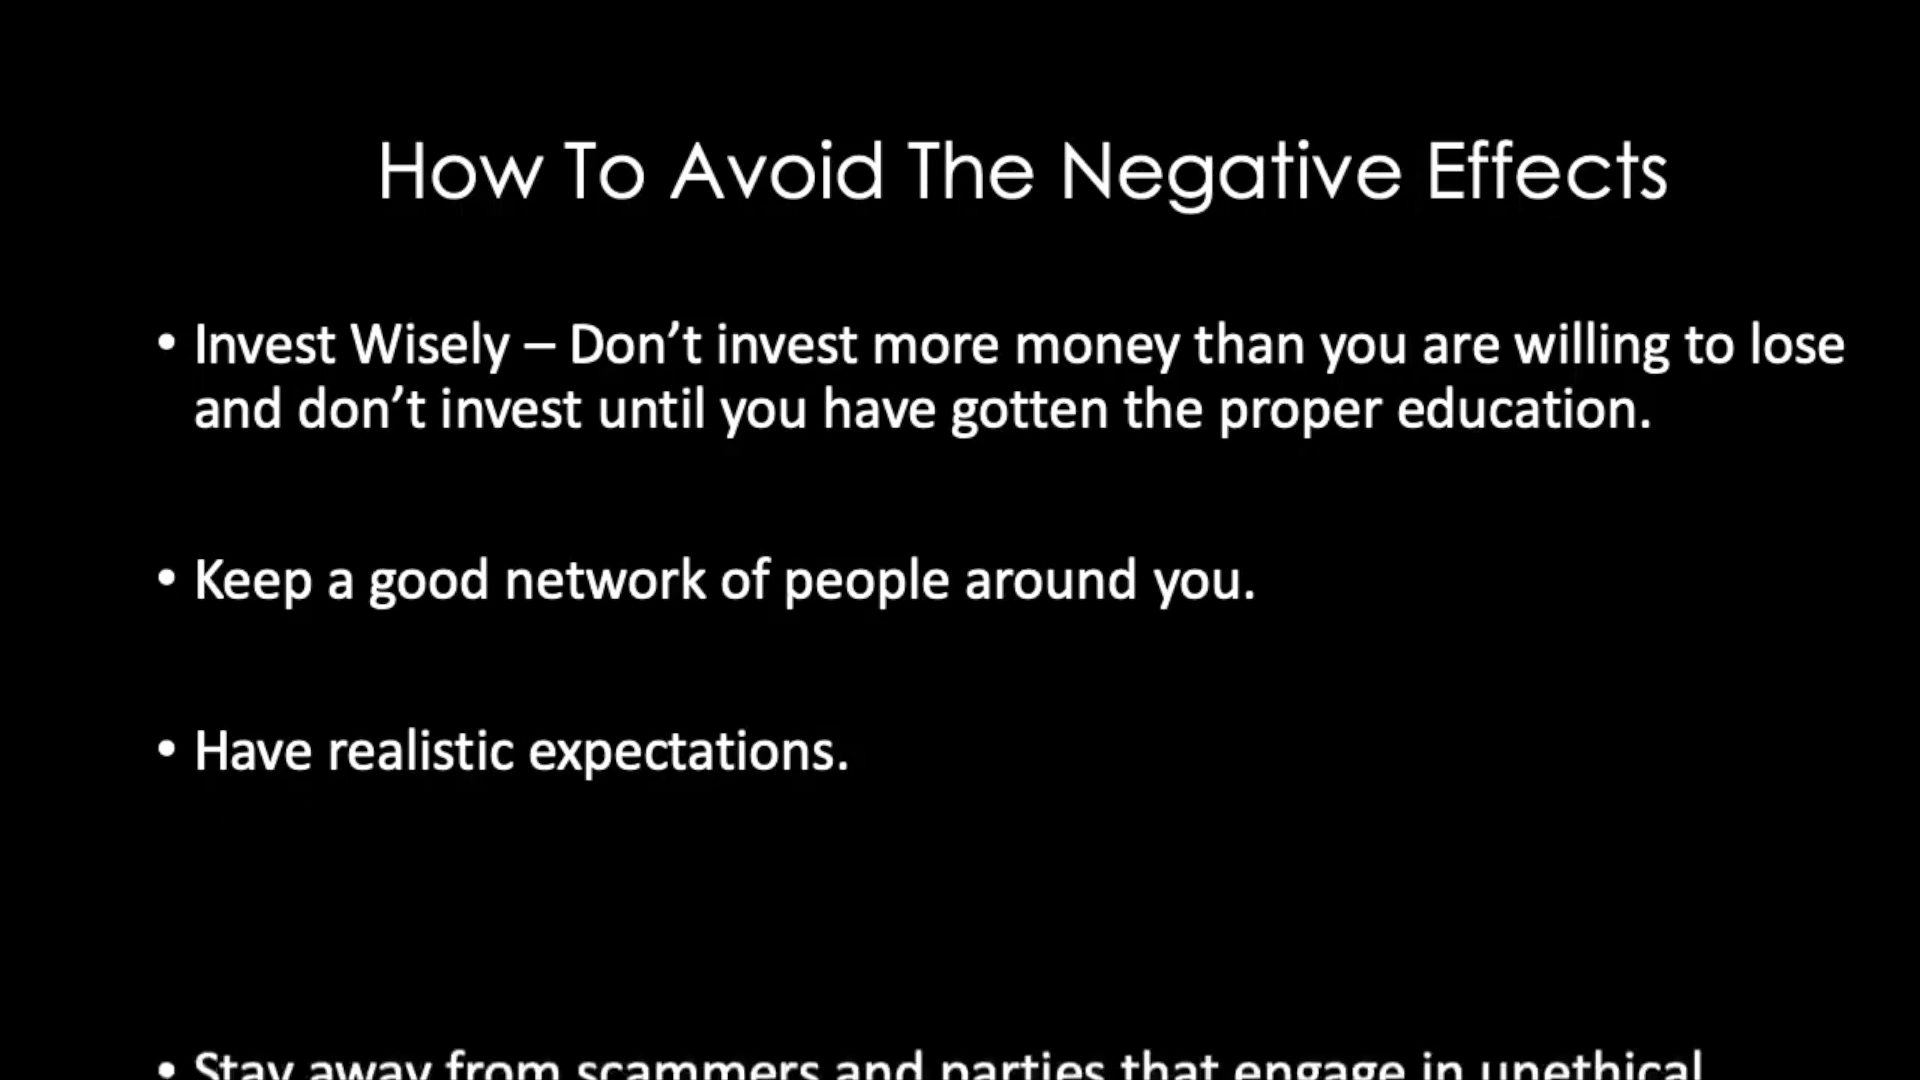 How To Avoid The Negative Effects
• Invest Wisely – Don’t invest more money than you are willing to lose
and don’t invest until you have gotten the proper education.
• Keep a good network of people around you.
• Have realistic expectations.
• Stay away from scammers and parties that engage in unethical